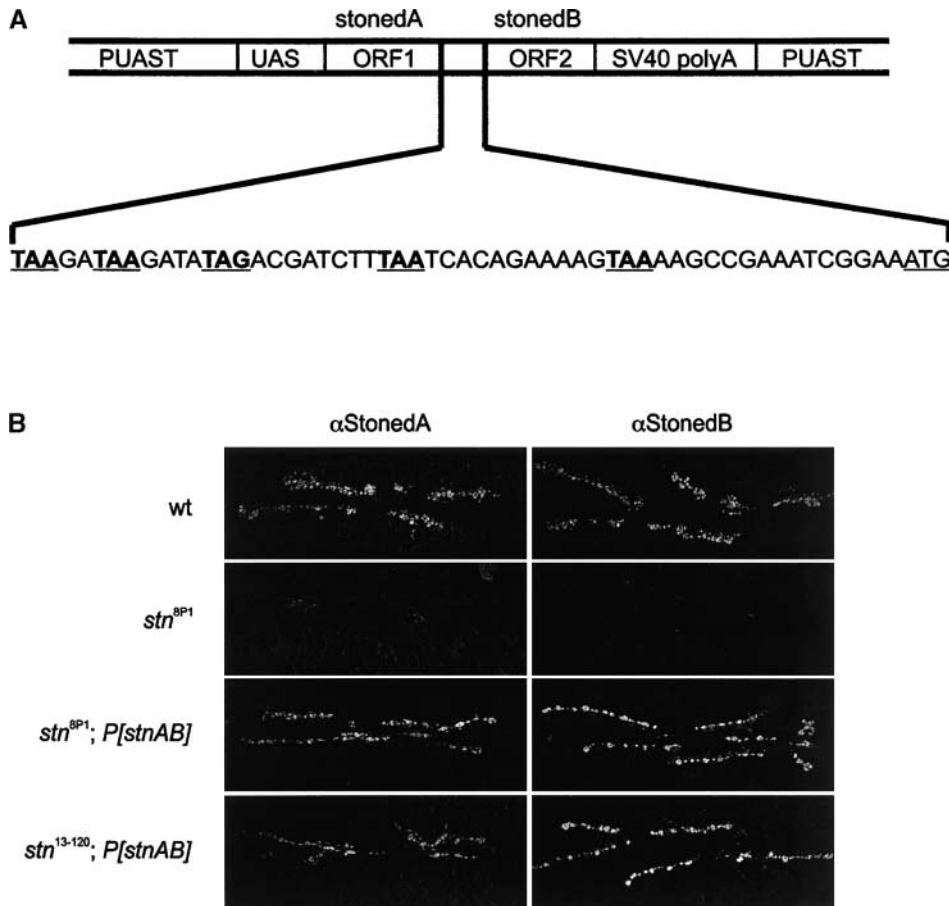 A
stonedA stonedB
PUAST UAS ORF1 ORF2 SV40 polyA PUAST
TAAGATAAGATATAGACGATCTTTAATCACAGAAAAGTAAAAGCCGAAATCGGAAATG
B
αStonedA αStonedB
wt
stn8P1
stn8P1; P[stnAB]
stn13-120; P[stnAB]